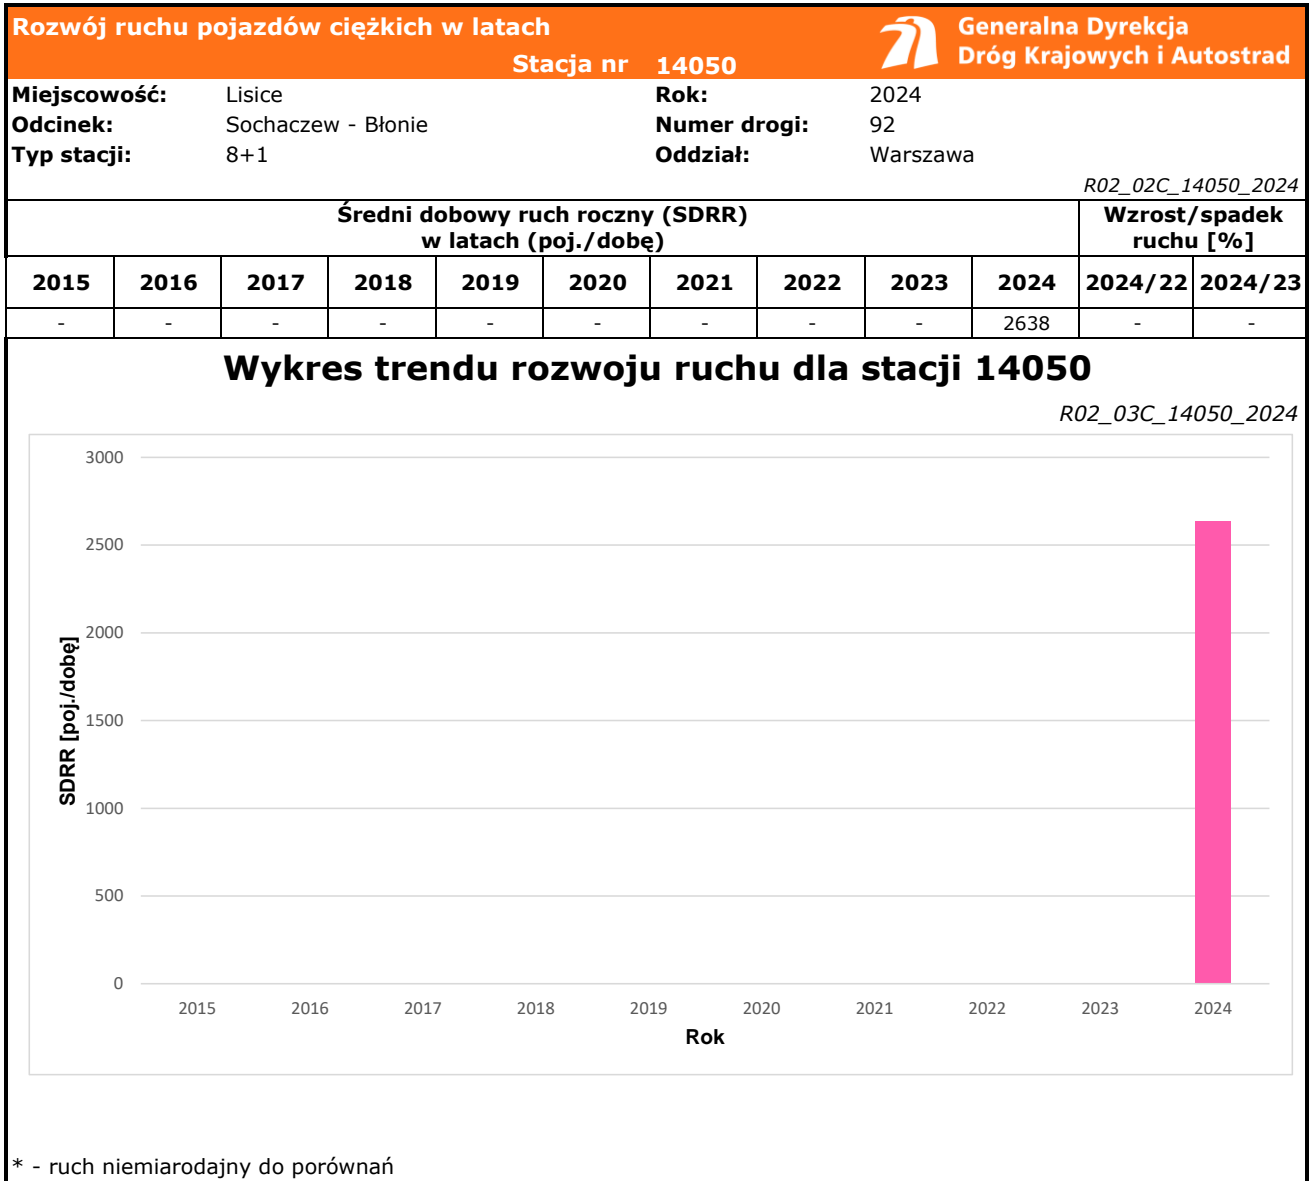 Rozwój ruchu pojazdów ciężkich w latach
Stacja nr 14050
Generalna Dyrekcja
Dróg Krajowych i Autostrad
Miejscowość: Lisice Rok: 2024
Odcinek: Sochaczew - Błonie Numer drogi: 92
Typ stacji: 8+1 Oddział: Warszawa
R02_02C_14050_2024
Średni dobowy ruch roczny (SDRR)
w latach (poj./dobę)
Wzrost/spadek
ruchu [%]
2015 2016 2017 2018 2019 2020 2021 2022 2023 2024 2024/22 2024/23
- - - - - - - - - 2638 - -
Wykres trendu rozwoju ruchu dla stacji 14050
R02_03C_14050_2024
3000
2500
2000
1500
1000
500
0
SDRR [poj./dobę]
2015 2016 2017 2018 2019 2020 2021 2022 2023 2024
Rok
* - ruch niemiarodajny do porównań